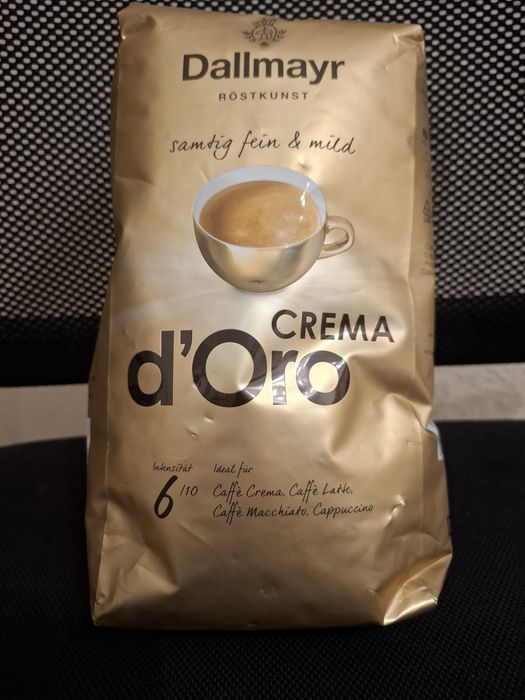 Dallmayr
RÖSTKUNST
samtig fein & mild
CREMA
d'Oro
Intensität
6/10
Ideal für
Caffè Crema, Caffè Latte,
Caffè Macchiato, Cappuccino